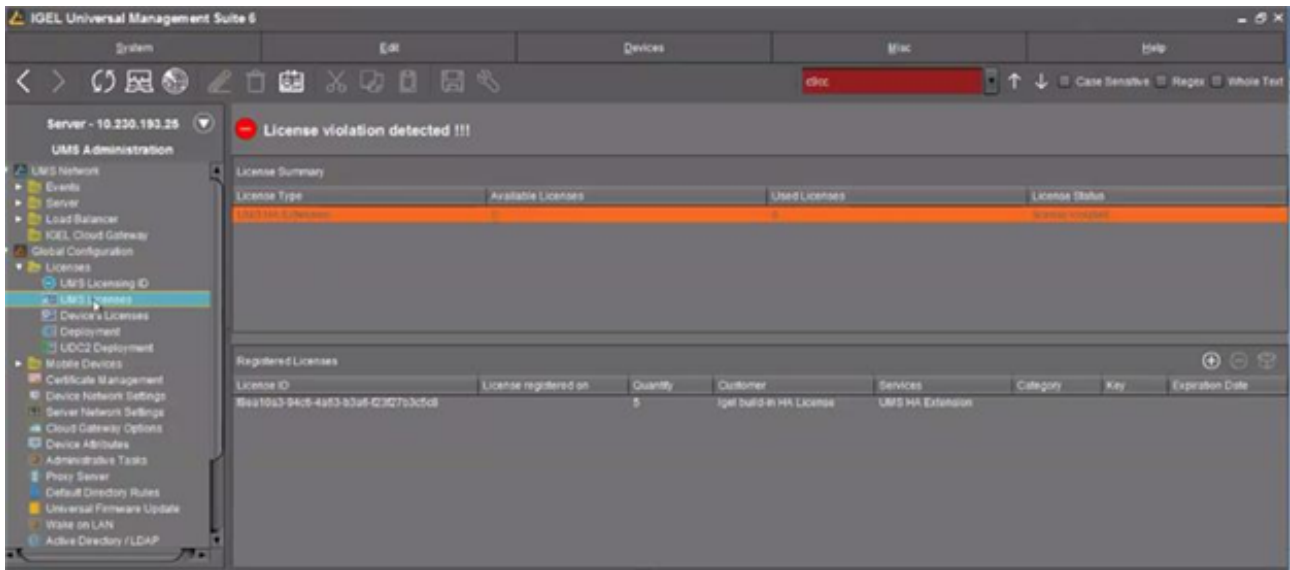 IGEL Universal Management Suite 6
System Edit Devices Misc Help
Case Sensitive Regex Whole Text
Server - 10.230.193.25
UMS Administration
License violation detected !!!
UMS Network
Events
Server
Load Balancer
IGEL Cloud Gateway
Global Configuration
Licenses
UMS Licensing ID
UMS Licenses
Device's Licenses
Deployment
UDC2 Deployment
Mobile Devices
Certificate Management
Device Network Settings
Server Network Settings
Cloud Gateway Options
Device Attributes
Administrative Tasks
Proxy Server
Default Directory Rules
Universal Firmware Update
Wake on LAN
Active Directory / LDAP
License Summary
License Type Available Licenses Used Licenses License Status
UMS HA Extension
Registered Licenses
License ID License registered on Quantity Customer Services Category Key Expiration Date
5 Igel build-in HA License UMS HA Extension